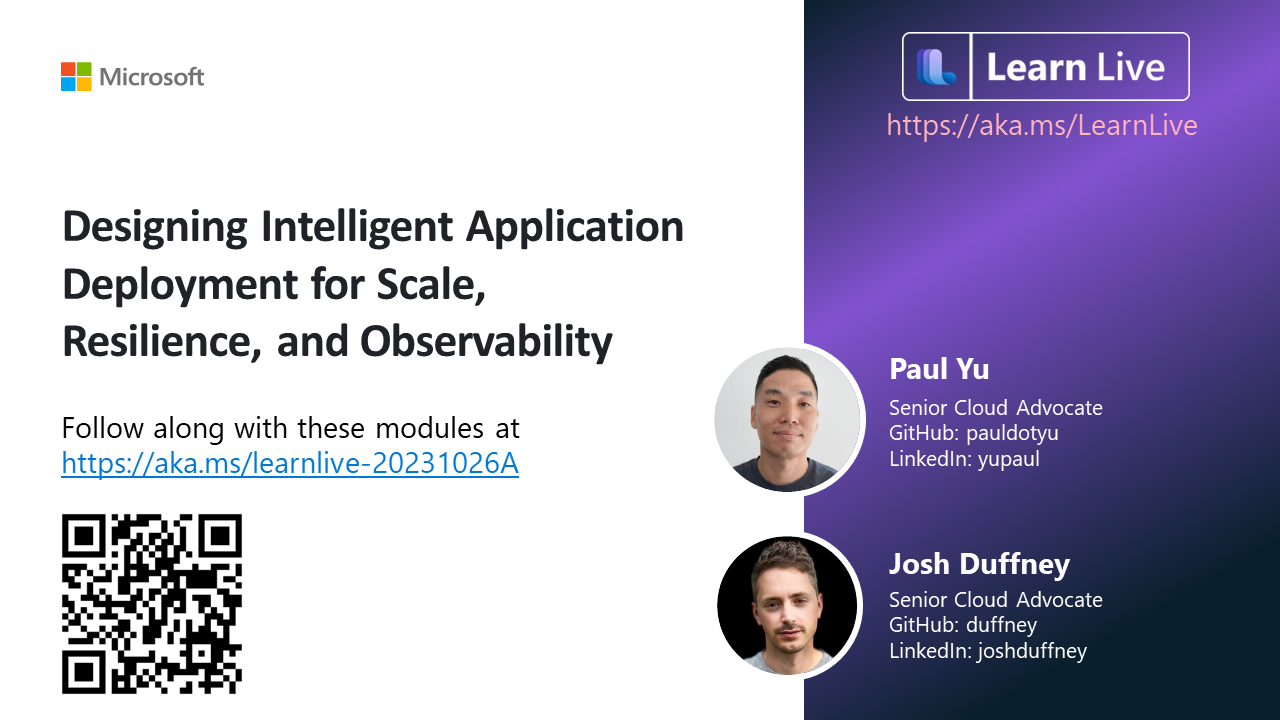 Microsoft
Learn Live
https://aka.ms/LearnLive
Designing Intelligent Application
Deployment for Scale,
Resilience, and Observability
Follow along with these modules at
https://aka.ms/learnlive-20231026A
Paul Yu
Senior Cloud Advocate
GitHub: pauldotyu
LinkedIn: yupaul
Josh Duffney
Senior Cloud Advocate
GitHub: duffney
LinkedIn: joshduffney